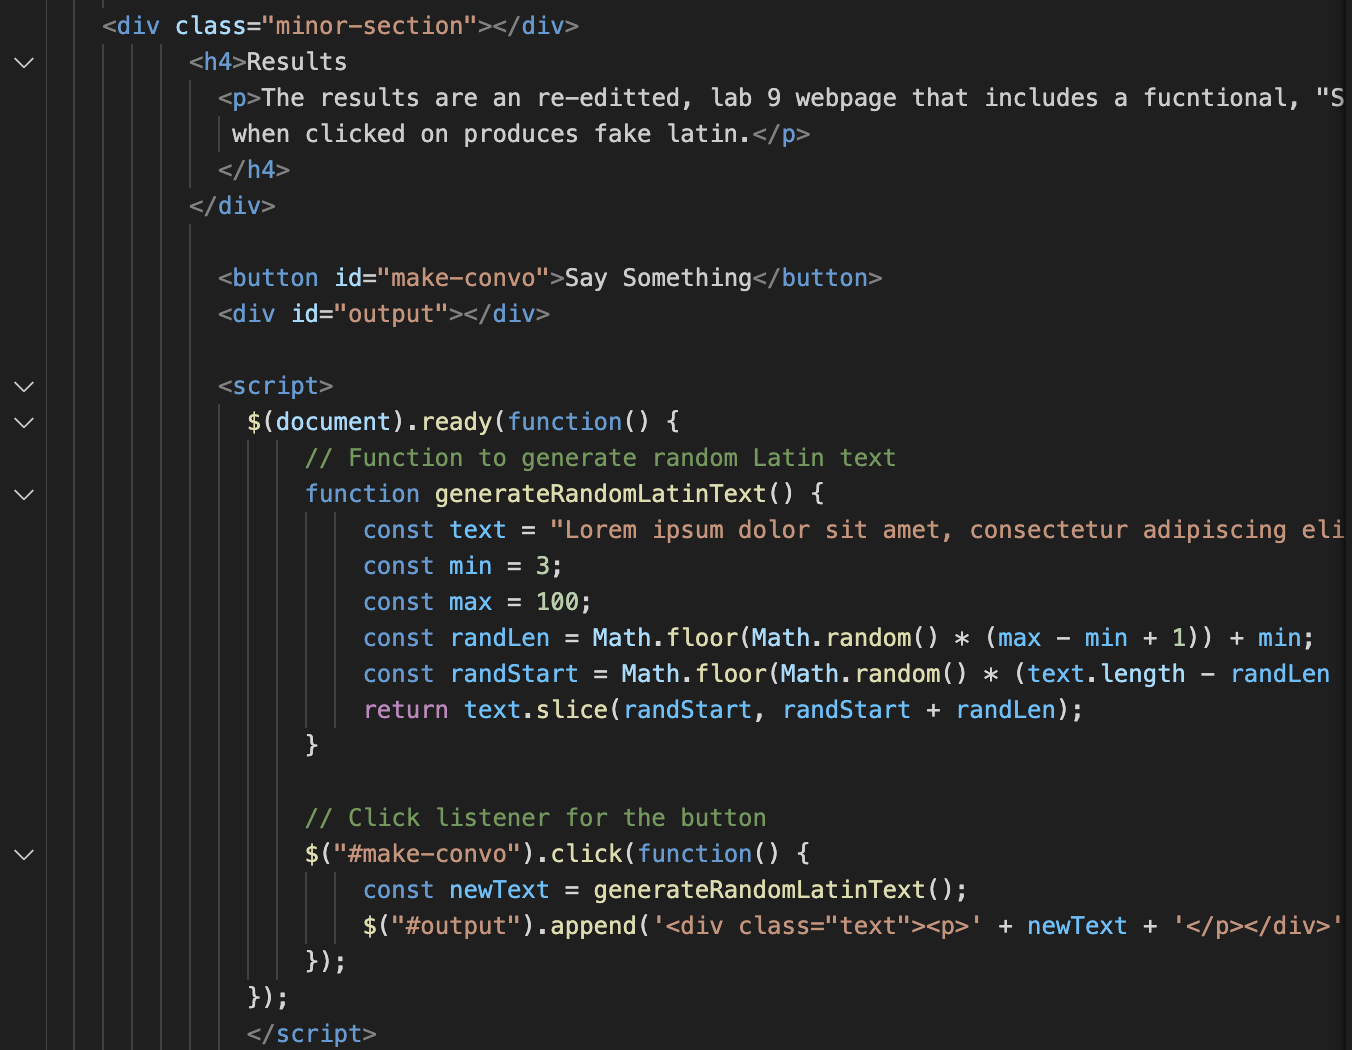 <div class="minor-section"></div>
<h4>Results
<p>The results are an re-editted, lab 9 webpage that includes a fucntional, "S
when clicked on produces fake latin.</p>
</h4>
</div>
<button id="make-convo">Say Something</button>
<div id="output"></div>
<script>
$(document).ready(function() {
// Function to generate random Latin text
function generateRandomLatinText() {
const text = "Lorem ipsum dolor sit amet, consectetur adipiscing eli
const min = 3;
const max = 100;
const randLen = Math.floor(Math.random() * (max - min + 1)) + min;
const randStart = Math.floor(Math.random() * (text.length - randLen
return text.slice(randStart, randStart + randLen);
}
// Click listener for the button
$("#make-convo").click(function() {
const newText = generateRandomLatinText();
$("#output").append('<div class="text"><p>' + newText + '</p></div>'
});
});
</script>